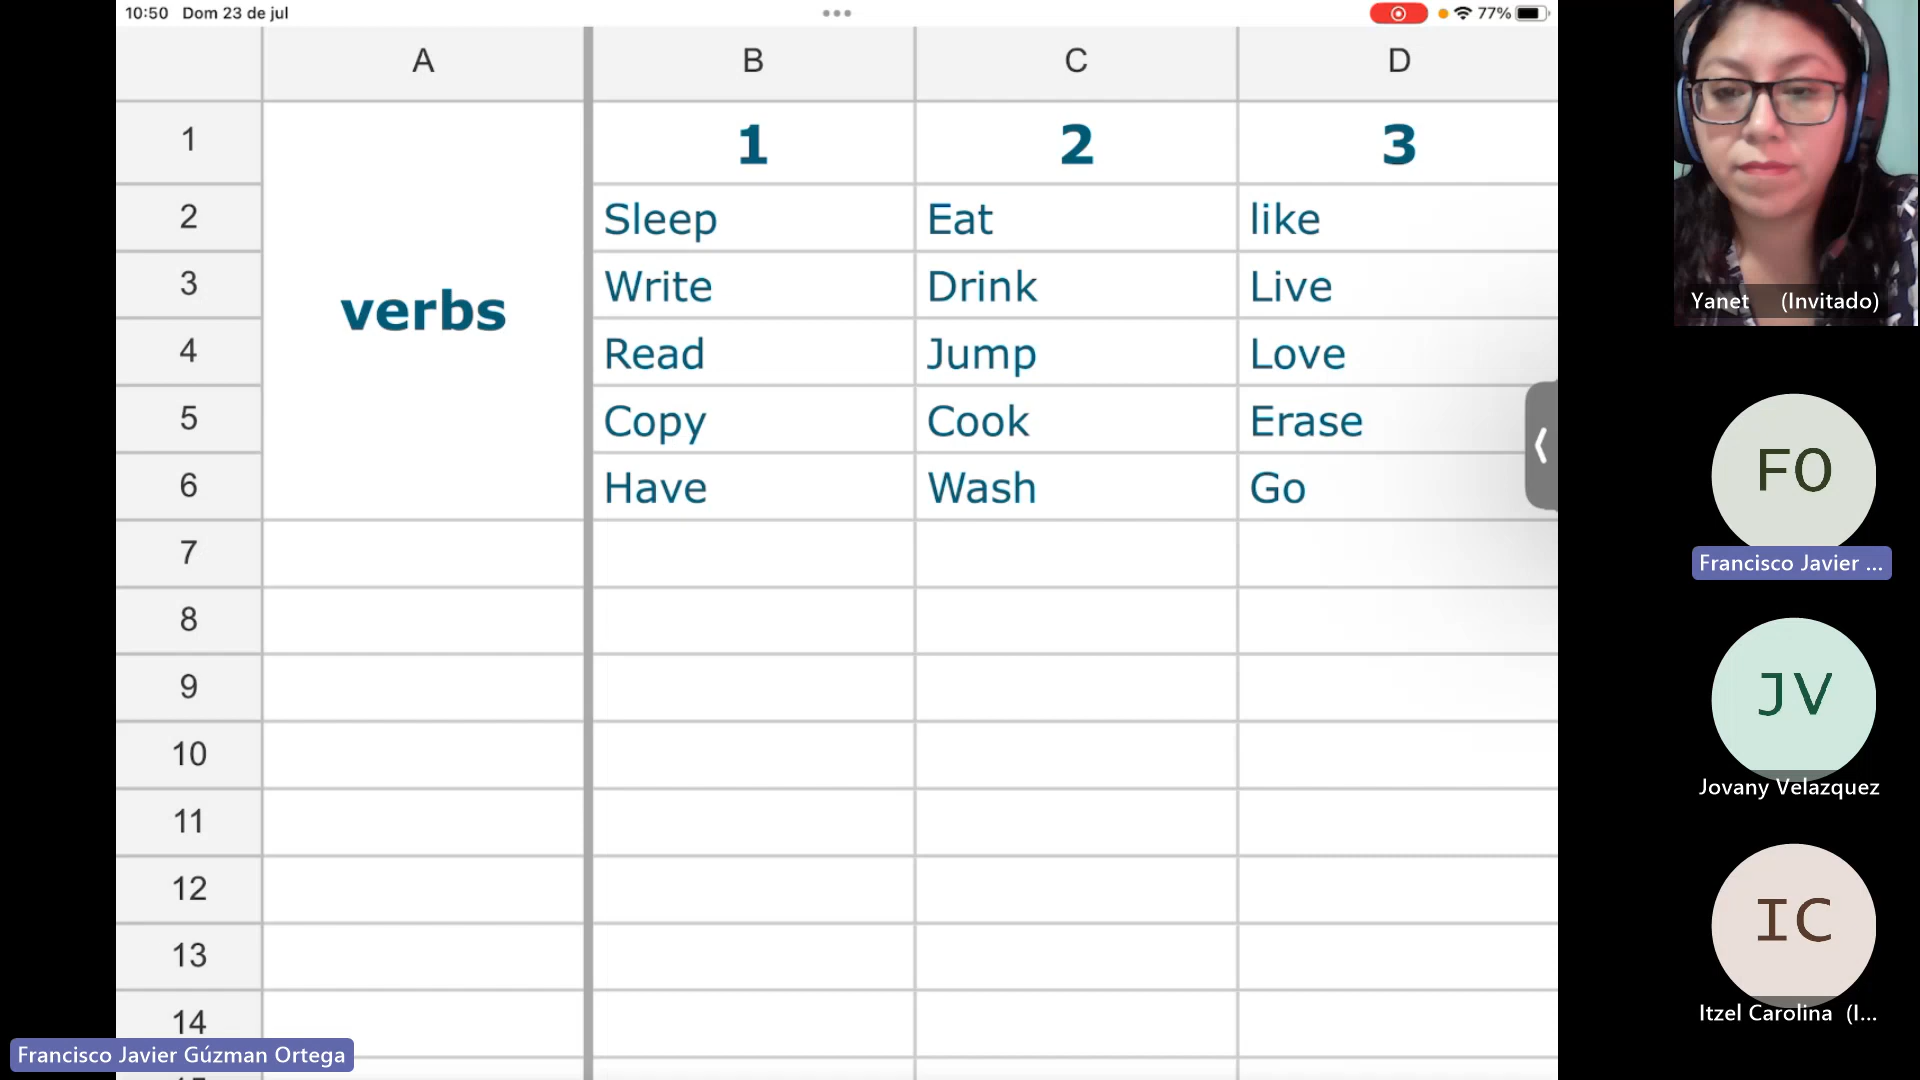 10:50 Dom 23 de jul
77%
A B C D
1 1 2 3
2 Sleep Eat like
3 Write Drink Live
verbs
4 Read Jump Love
5 Copy Cook Erase
6 Have Wash Go
7
8
9
10
11
12
13
14
Francisco Javier Gúzman Ortega
Yanet (Invitado)
FO
Francisco Javier ...
JV
Jovany Velazquez
IC
Itzel Carolina (I...